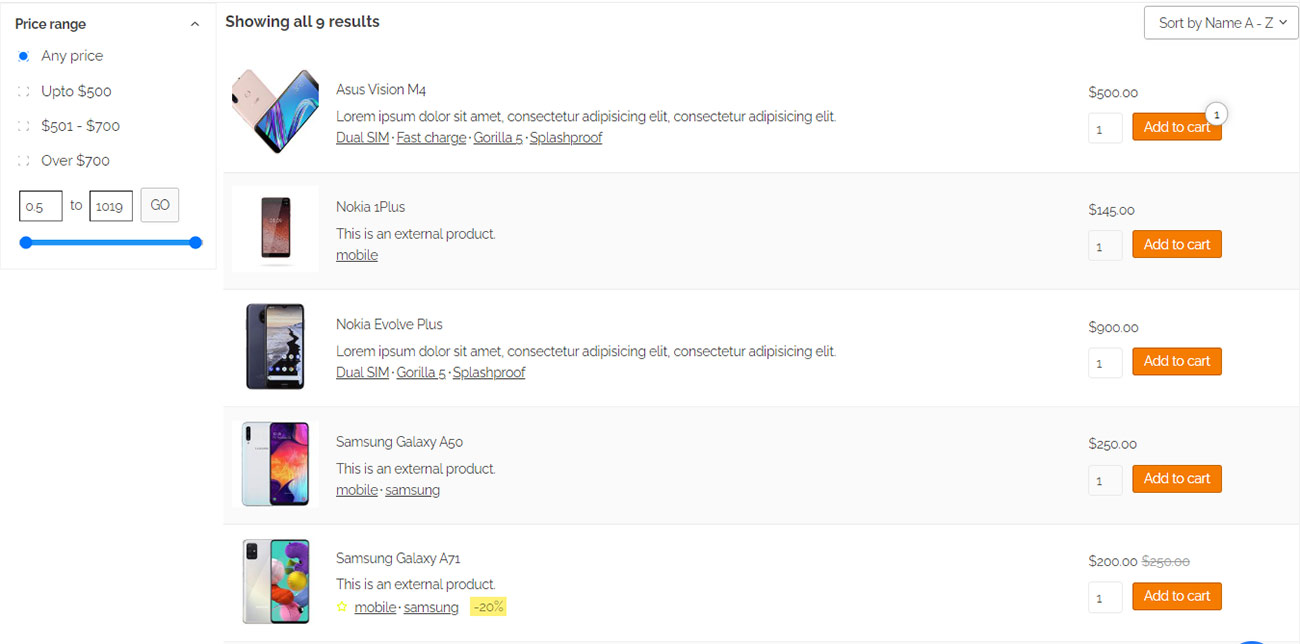 Price range
Any price
Upto $500
$501 - $700
Over $700
0.5 to 1019 GO
Showing all 9 results
Sort by Name A - Z
Asus Vision M4
Lorem ipsum dolor sit amet, consectetur adipisicing elit, consectetur adipisicing elit.
Dual SIM · Fast charge · Gorilla 5 · Splashproof
$500.00
1 Add to cart 1
Nokia 1Plus
This is an external product.
mobile
$145.00
1 Add to cart
Nokia Evolve Plus
Lorem ipsum dolor sit amet, consectetur adipisicing elit, consectetur adipisicing elit.
Dual SIM · Gorilla 5 · Splashproof
$900.00
1 Add to cart
Samsung Galaxy A50
This is an external product.
mobile · samsung
$250.00
1 Add to cart
Samsung Galaxy A71
This is an external product.
mobile · samsung -20%
$200.00 $250.00
1 Add to cart